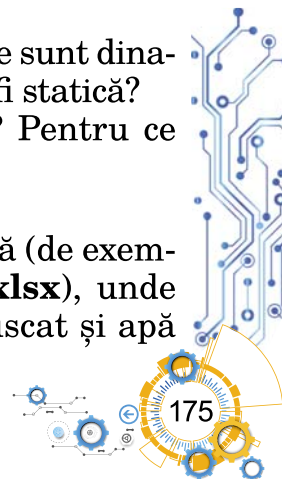 e sunt dina-
fi statică?
? Pentru ce
ă (de exem-
xlsx), unde
uscat și apă
175